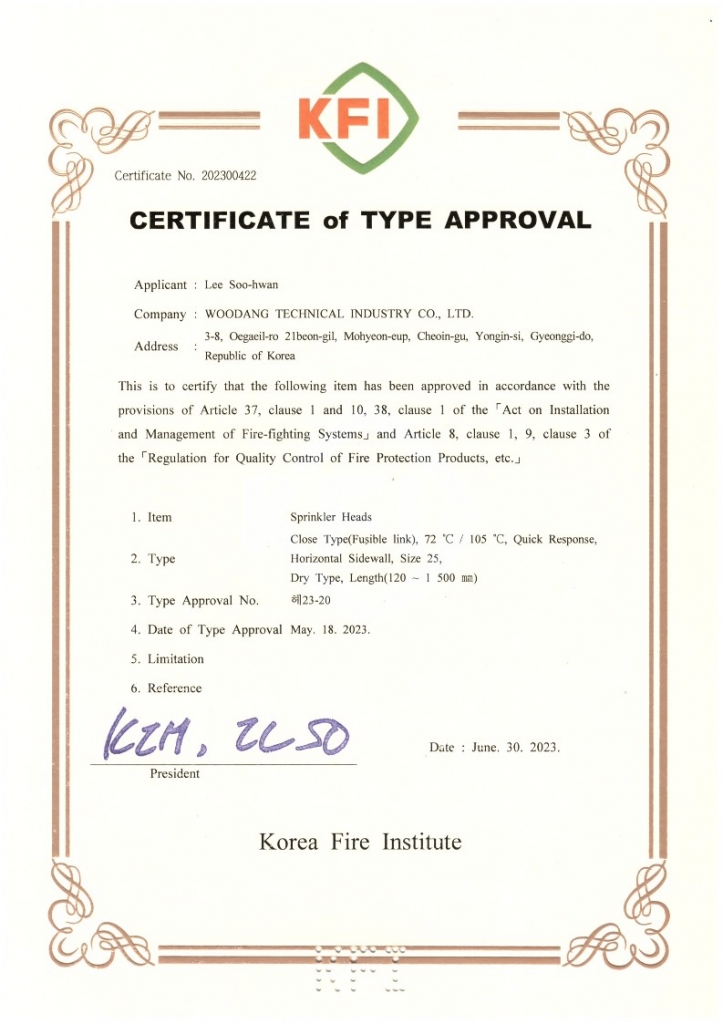 KFI
Certificate No. 202300422
CERTIFICATE of TYPE APPROVAL
Applicant : Lee Soo-hwan
Company : WOODANG TECHNICAL INDUSTRY CO., LTD.
Address : 3-8, Oegaeil-ro 21beon-gil, Mohyeon-eup, Cheoin-gu, Yongin-si, Gyeonggi-do,
Republic of Korea
This is to certify that the following item has been approved in accordance with the
provisions of Article 37, clause 1 and 10, 38, clause 1 of the「Act on Installation
and Management of Fire-fighting Systems」and Article 8, clause 1, 9, clause 3 of
the「Regulation for Quality Control of Fire Protection Products, etc.」
1. Item Sprinkler Heads
2. Type Close Type(Fusible link), 72 ℃ / 105 ℃, Quick Response,
Horizontal Sidewall, Size 25,
Dry Type, Length(120 ~ 1 500 ㎜)
3. Type Approval No. 헤23-20
4. Date of Type Approval May. 18. 2023.
5. Limitation
6. Reference
President
Date : June. 30. 2023.
Korea Fire Institute
KFI